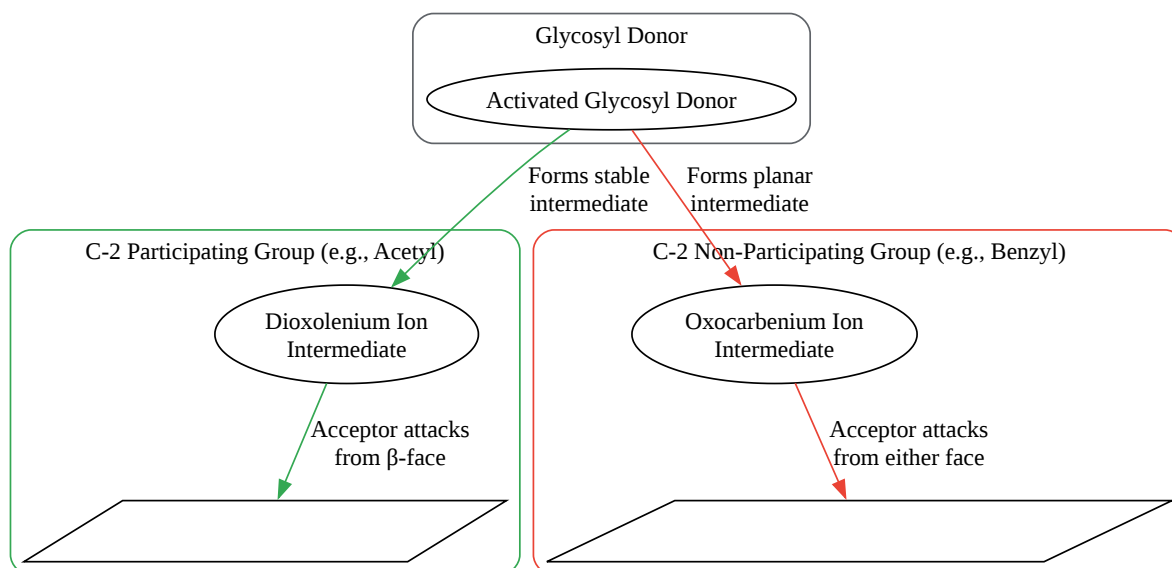 Glycosyl Donor
Activated Glycosyl Donor
Forms stable
intermediate
Forms planar
intermediate
C-2 Participating Group (e.g., Acetyl)
C-2 Non-Participating Group (e.g., Benzyl)
Dioxolenium Ion
Intermediate
Oxocarbenium Ion
Intermediate
Acceptor attacks
from β-face
Acceptor attacks
from either face